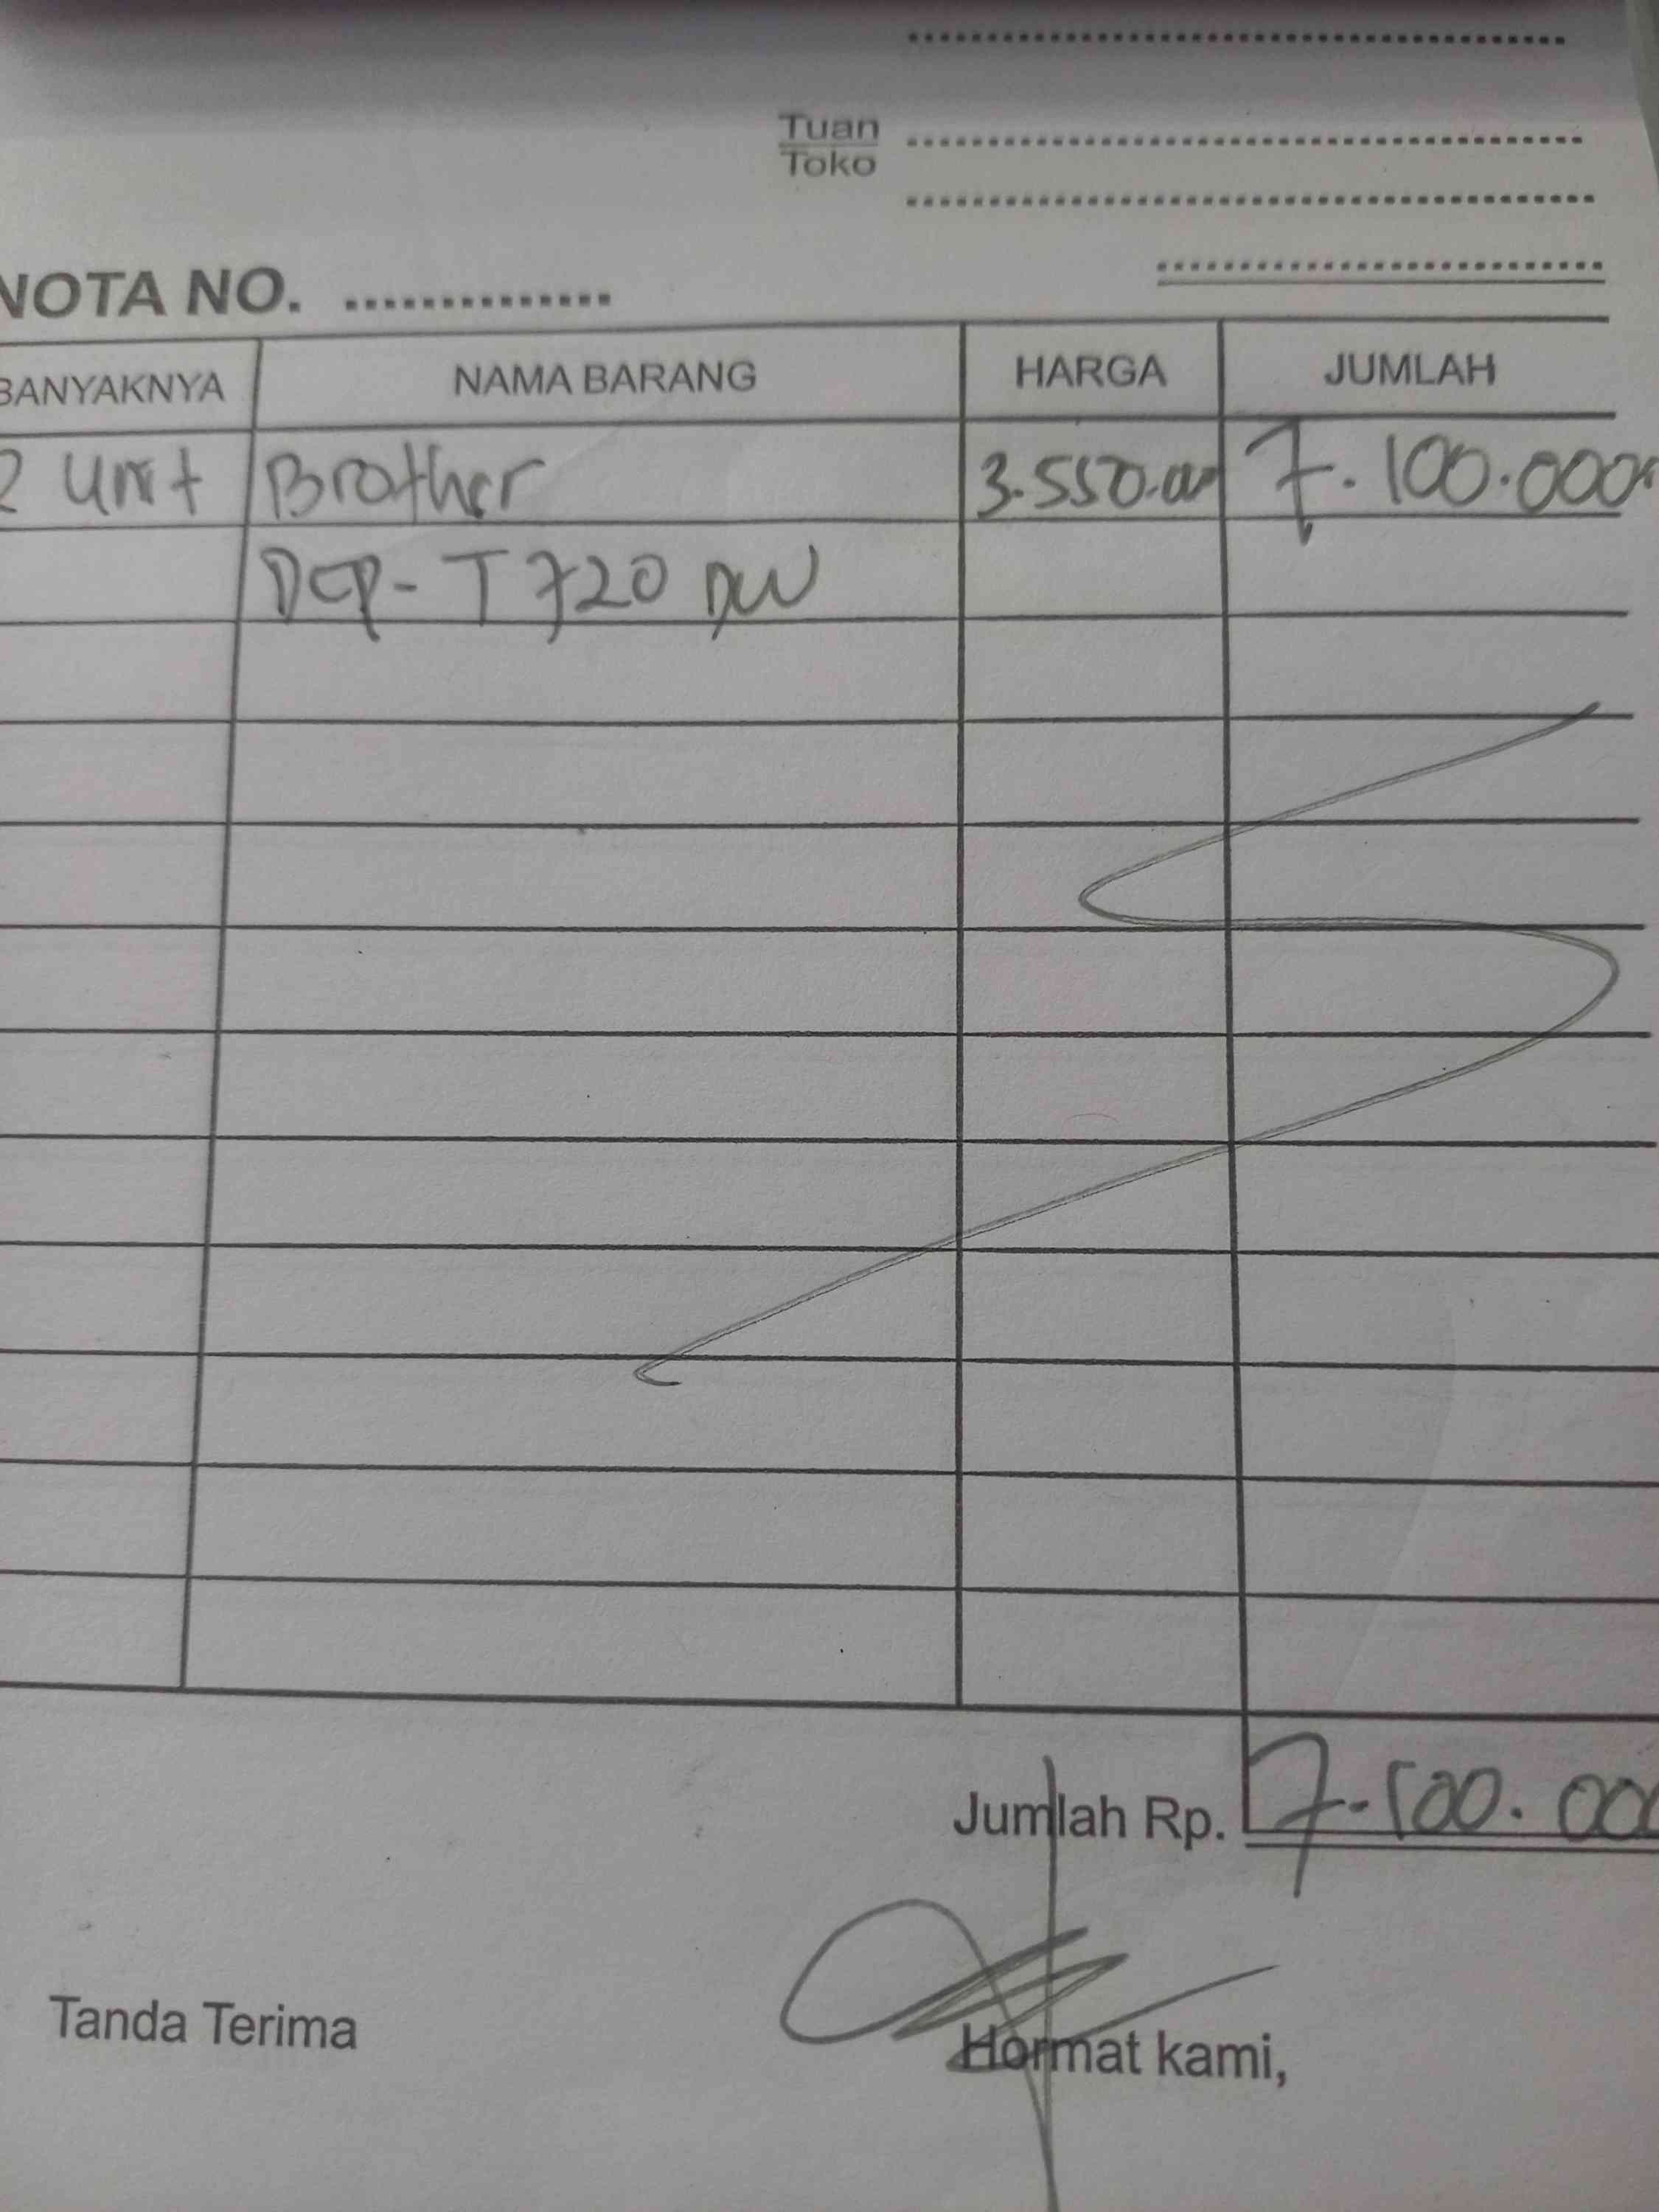 Tuan
Toko
NOTA NO. ..............
BANYAKNYA NAMA BARANG HARGA JUMLAH
2 unit Brother 3.550.000 7.100.000
DCP-T720 DW
Jumlah Rp. 7.100.000
Tanda Terima
Hormat kami,